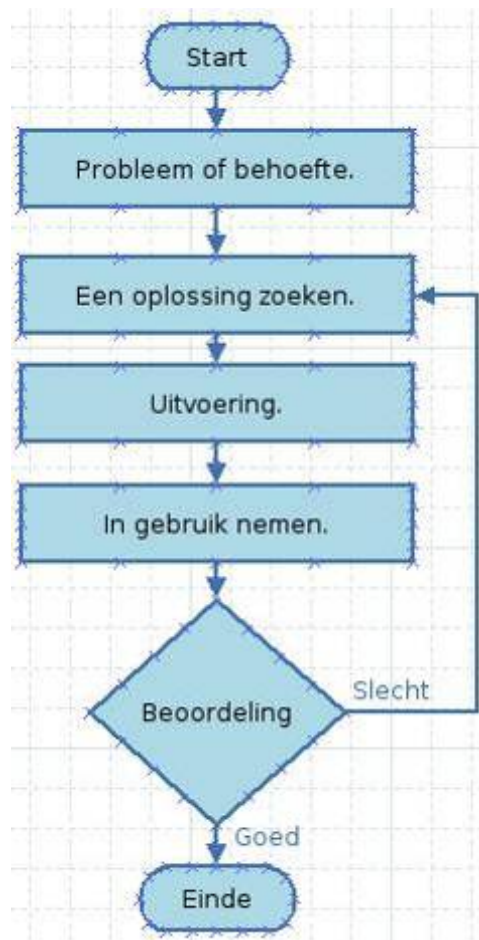 Start
Probleem of behoefte.
Een oplossing zoeken.
Uitvoering.
In gebruik nemen.
Slecht
Beoordeling
Goed
Einde